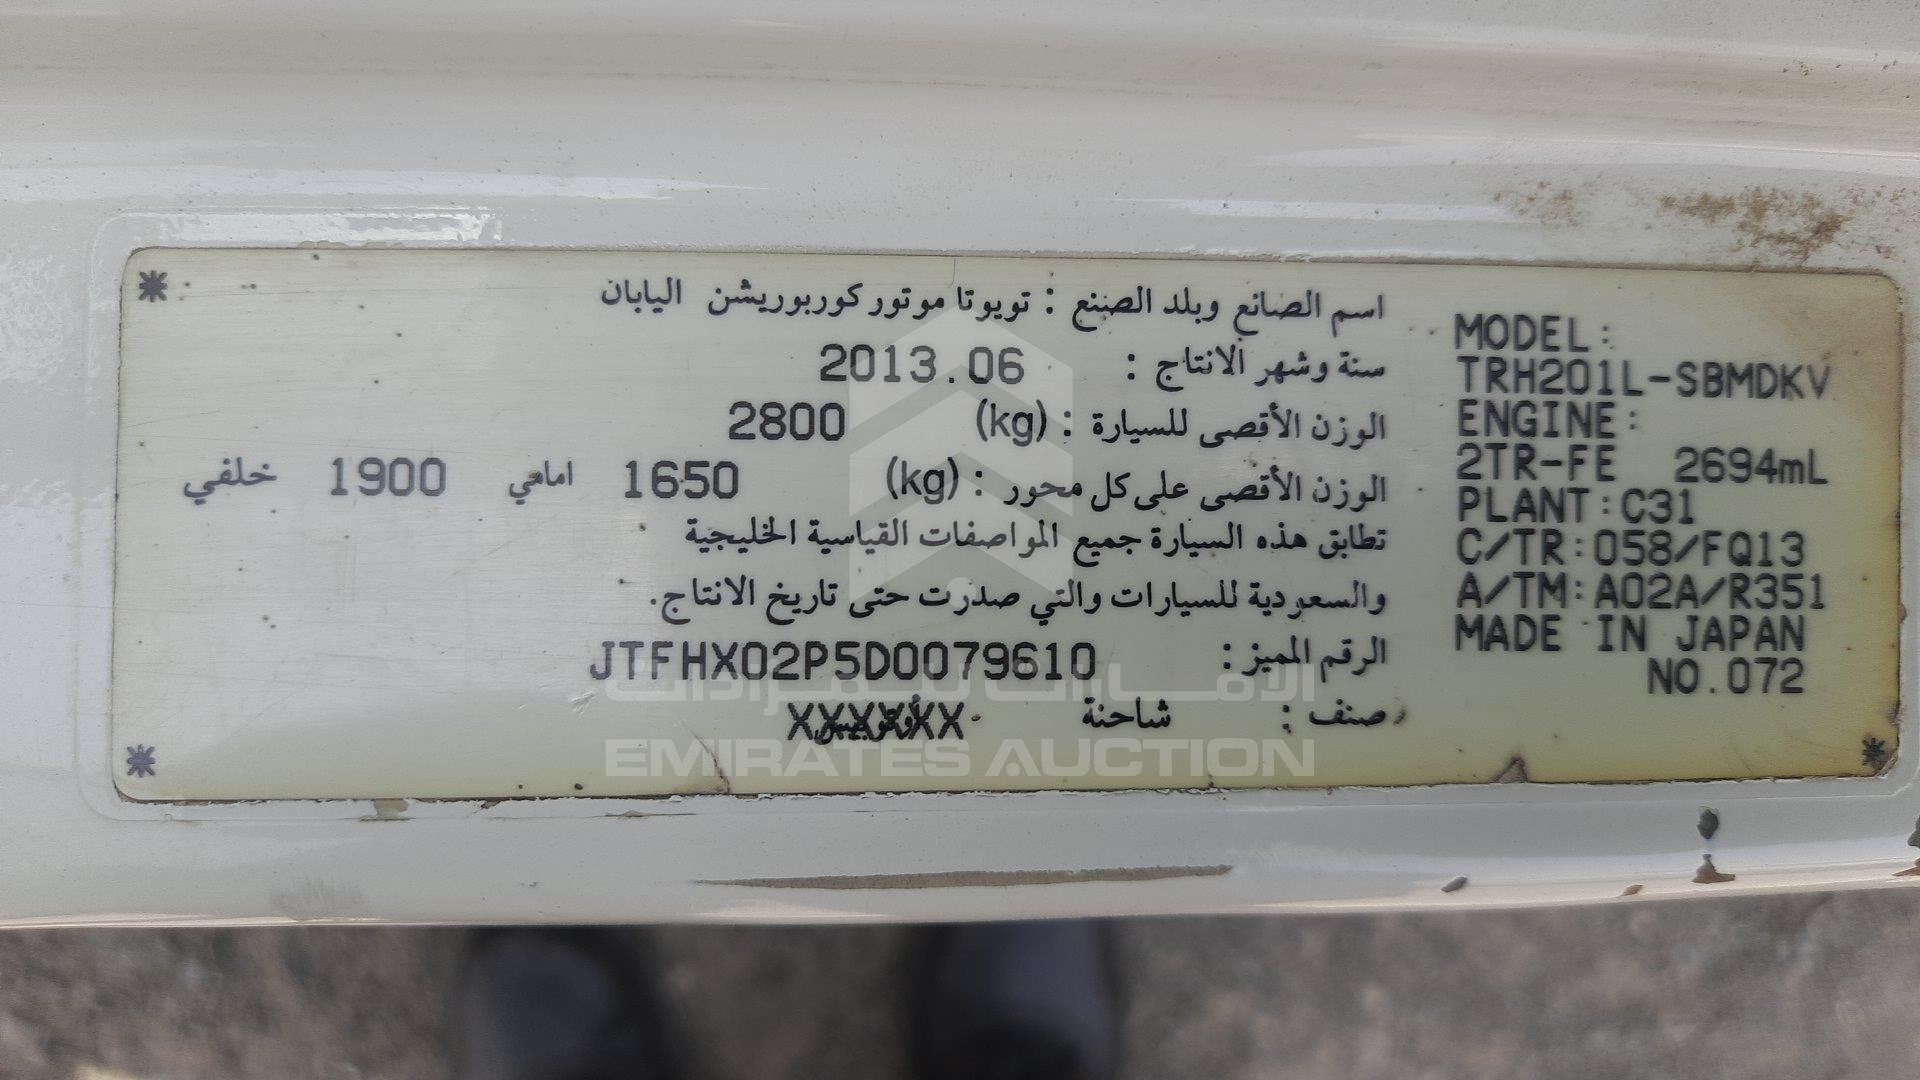 اسم الصانع وبلد الصنع : تويوتا موتور كوربوريشن اليابان
سنة وشهر الانتاج : 2013.06
الوزن الأقصى للسيارة : (kg) 2800
الوزن الأقصى على كل محور : (kg) 1650 امامي 1900 خلفي
تطابق هذه السيارة جميع المواصفات القياسية الخليجية
والسعودية للسيارات والتي صدرت حتى تاريخ الانتاج.
الرقم المميز : JTFHX02P5D0079610
صنف : شاحنة XXXXXX
MODEL:
TRH201L-SBMDKV
ENGINE:
2TR-FE 2694mL
PLANT:C31
C/TR:058/FQ13
A/TM:A02A/R351
MADE IN JAPAN
NO.072
الإمارات للمزادات
EMIRATES AUCTION